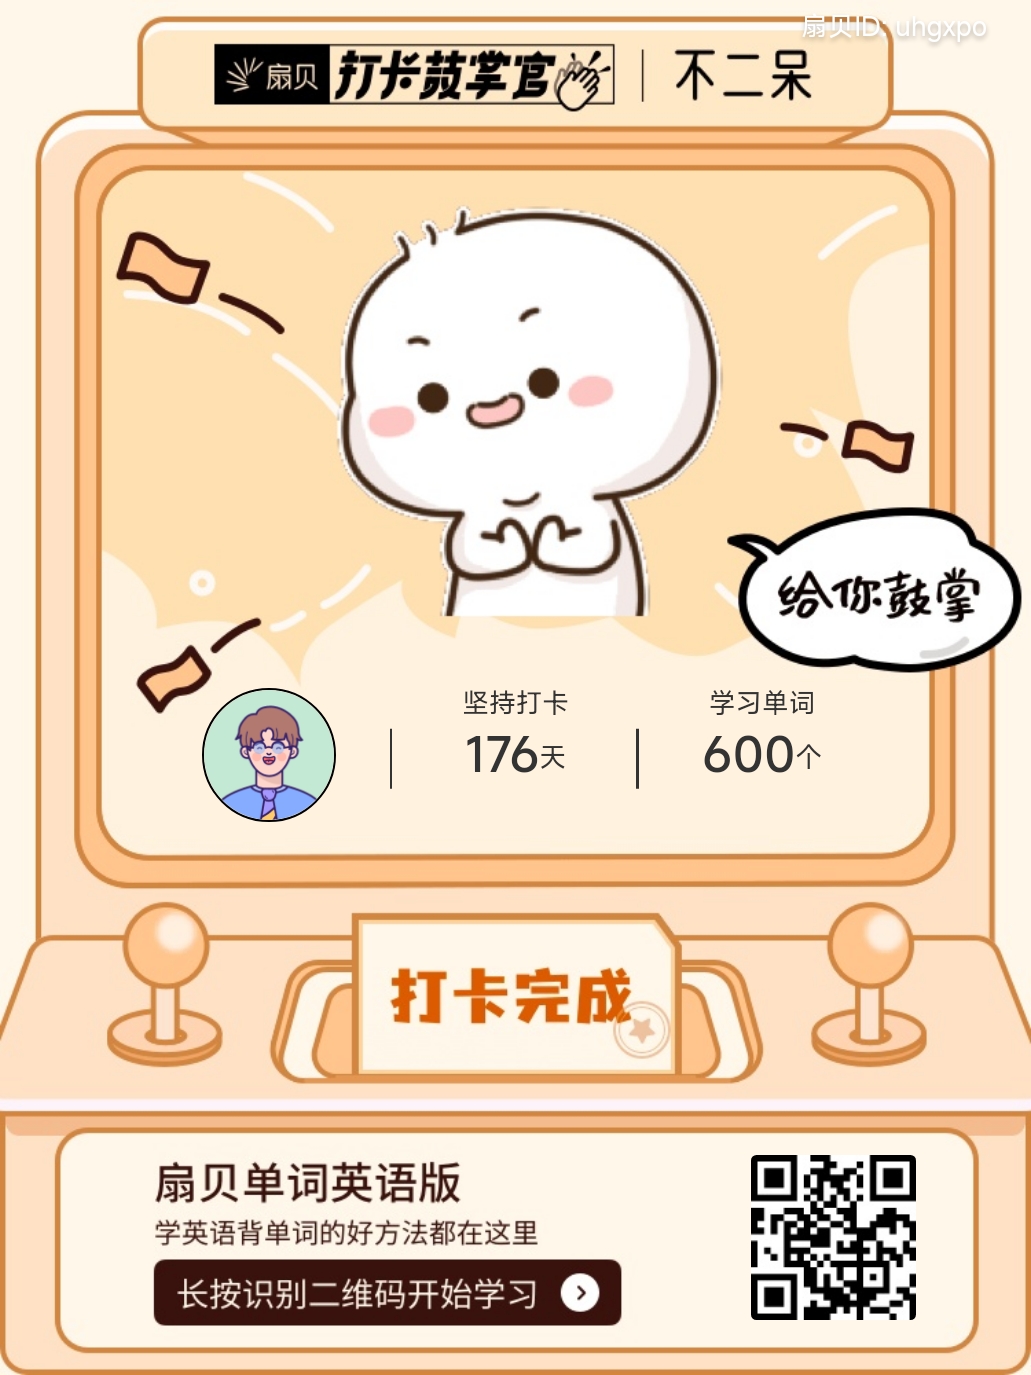 扇贝ID: uhgxpo
扇贝 打卡鼓掌官 不二呆
给你鼓掌
坚持打卡 学习单词
176天 600个
打卡完成
扇贝单词英语版
学英语背单词的好方法都在这里
长按识别二维码开始学习